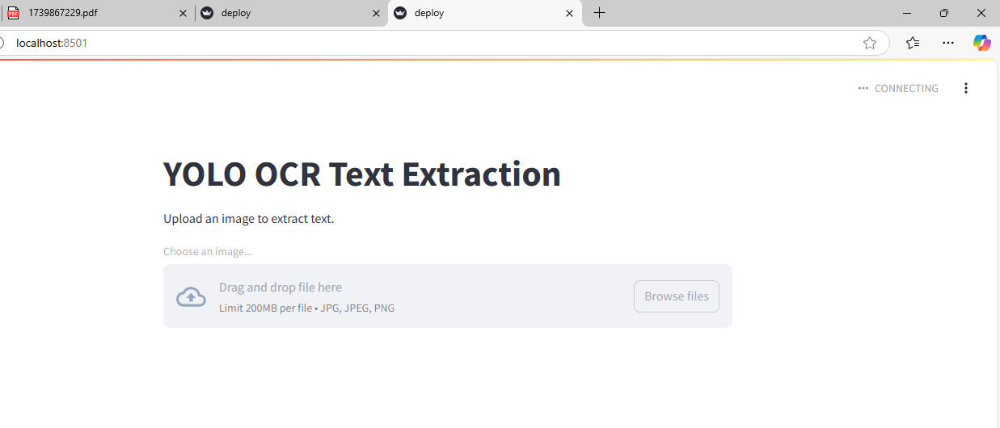 PDF
1739867229.pdf
deploy
deploy
localhost:8501
CONNECTING
YOLO OCR Text Extraction
Upload an image to extract text.
Choose an image...
Drag and drop file here
Limit 200MB per file • JPG, JPEG, PNG
Browse files